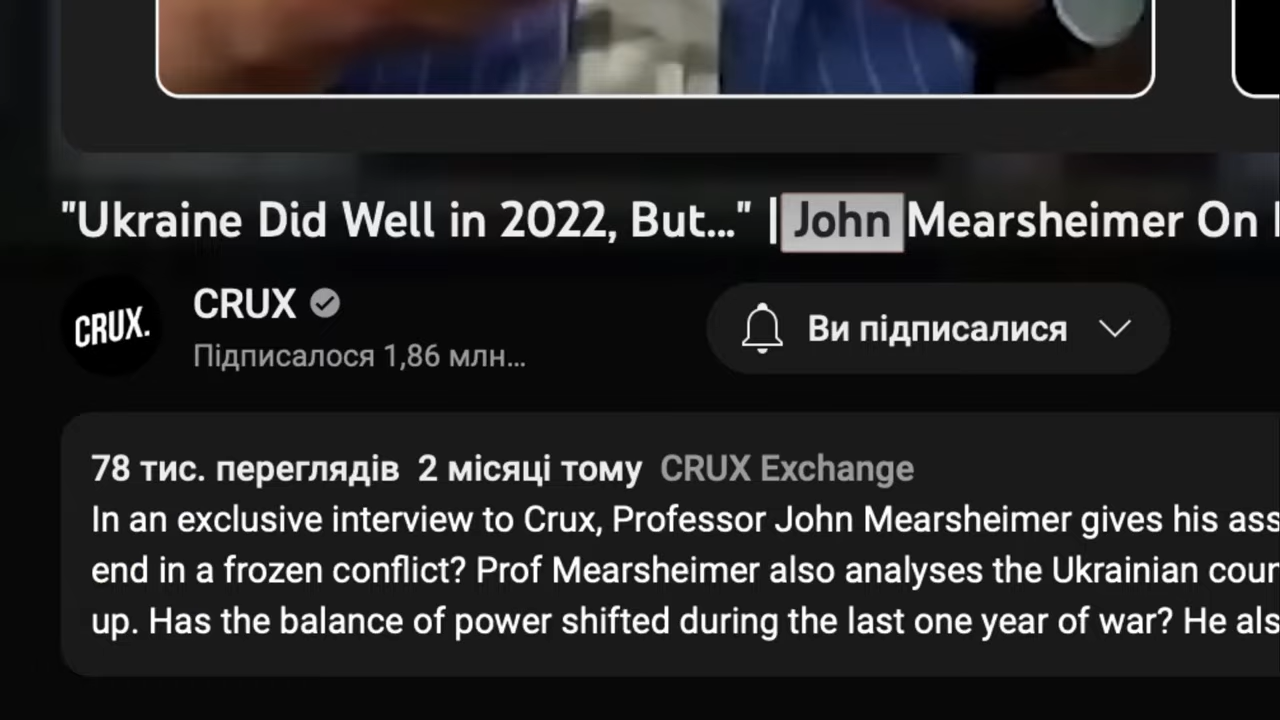 "Ukraine Did Well in 2022, But..." | John Mearsheimer On
CRUX.
CRUX
Підписалося 1,86 млн...
Ви підписалися
78 тис. переглядів 2 місяці тому CRUX Exchange
In an exclusive interview to Crux, Professor John Mearsheimer gives his ass
end in a frozen conflict? Prof Mearsheimer also analyses the Ukrainian coun
up. Has the balance of power shifted during the last one year of war? He als